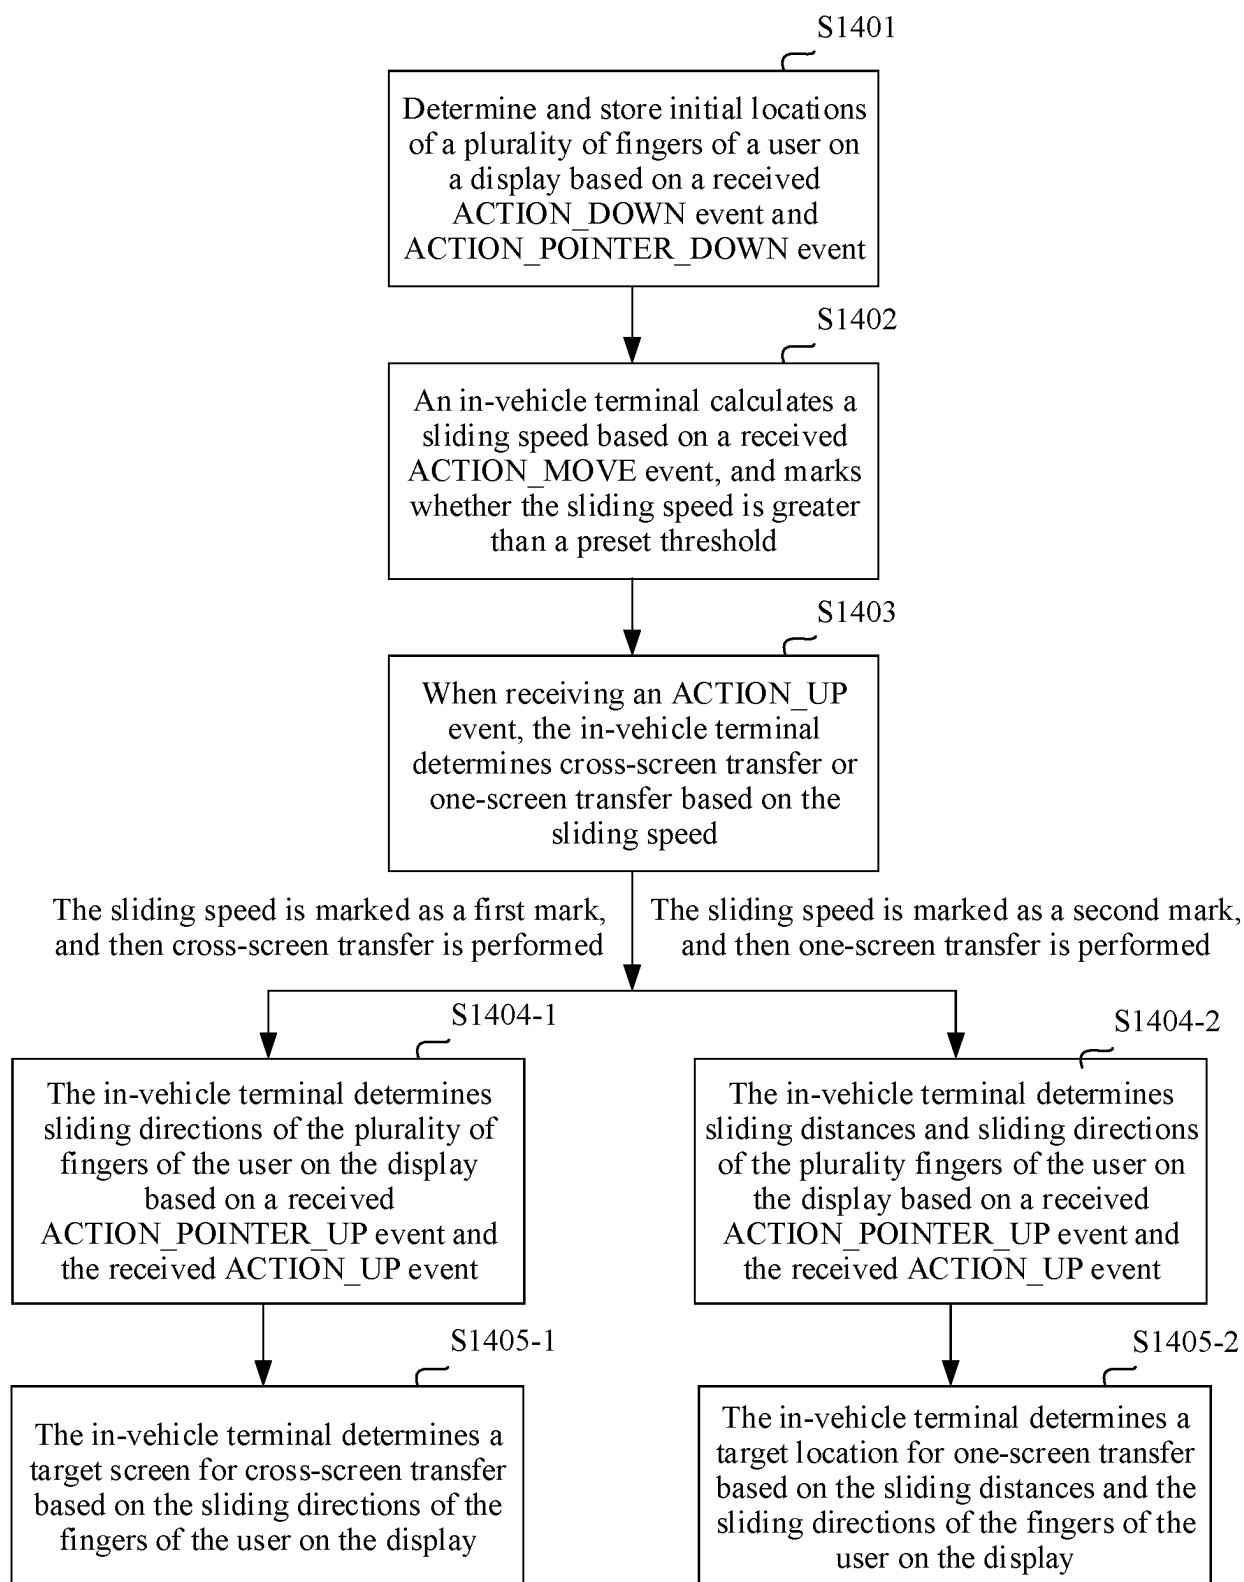 S1401
Determine and store initial locations
of a plurality of fingers of a user on
a display based on a received
ACTION_DOWN event and
ACTION_POINTER_DOWN event
S1402
An in-vehicle terminal calculates a
sliding speed based on a received
ACTION_MOVE event, and marks
whether the sliding speed is greater
than a preset threshold
S1403
When receiving an ACTION_UP
event, the in-vehicle terminal
determines cross-screen transfer or
one-screen transfer based on the
sliding speed
The sliding speed is marked as a first mark,
and then cross-screen transfer is performed
The sliding speed is marked as a second mark,
and then one-screen transfer is performed
S1404-1
The in-vehicle terminal determines
sliding directions of the plurality of
fingers of the user on the display
based on a received
ACTION_POINTER_UP event and
the received ACTION_UP event
S1404-2
The in-vehicle terminal determines
sliding distances and sliding directions
of the plurality fingers of the user on
the display based on a received
ACTION_POINTER_UP event and
the received ACTION_UP event
S1405-1
The in-vehicle terminal determines a
target screen for cross-screen transfer
based on the sliding directions of the
fingers of the user on the display
S1405-2
The in-vehicle terminal determines a
target location for one-screen transfer
based on the sliding distances and the
sliding directions of the fingers of the
user on the display